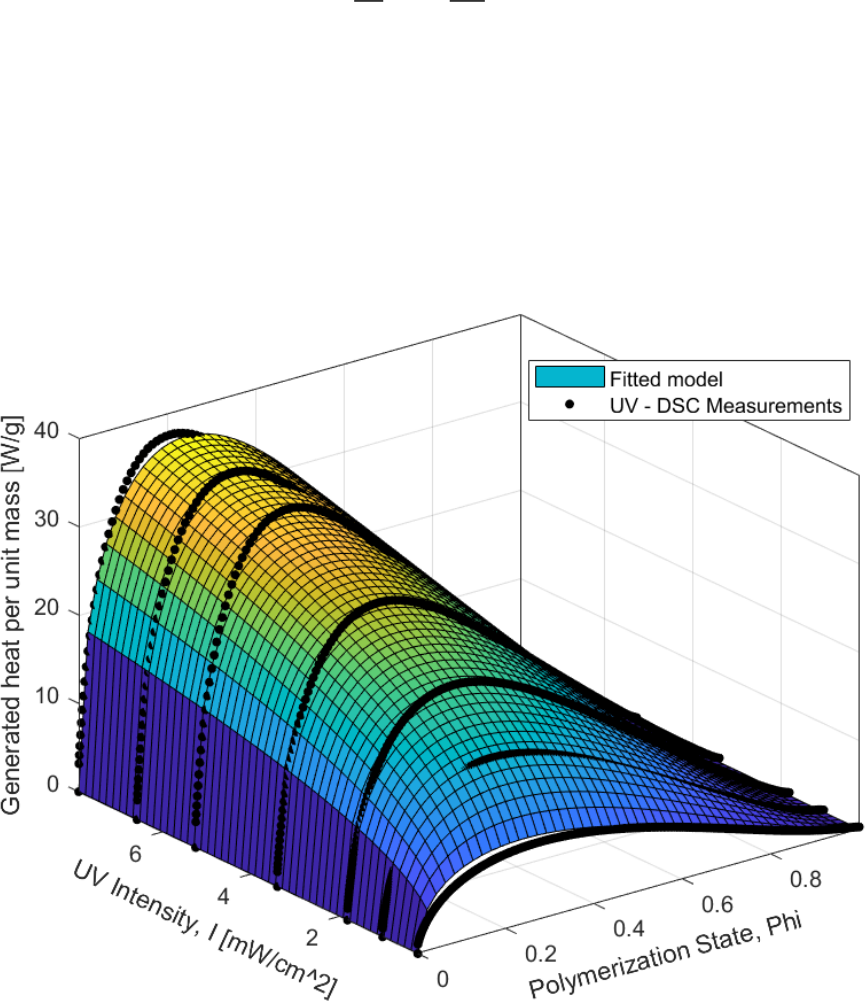 Fitted model
UV - DSC Measurements
Generated heat per unit mass [W/g]
40
30
20
10
0
6
4
2
UV Intensity, I [mW/cm^2]
0
0.2
0.4
0.6
0.8
Polymerization State, Phi